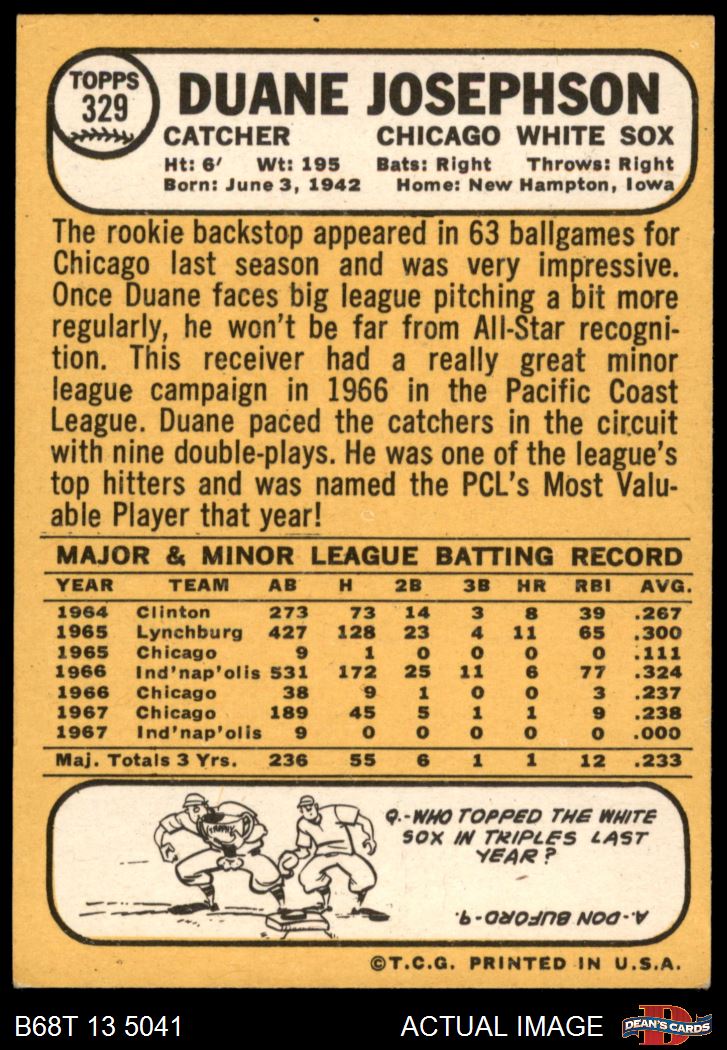 TOPPS
329
DUANE JOSEPHSON
CATCHER CHICAGO WHITE SOX
Ht: 6' Wt: 195 Bats: Right Throws: Right
Born: June 3, 1942 Home: New Hampton, Iowa
The rookie backstop appeared in 63 ballgames for
Chicago last season and was very impressive.
Once Duane faces big league pitching a bit more
regularly, he won't be far from All-Star recogni-
tion. This receiver had a really great minor
league campaign in 1966 in the Pacific Coast
League. Duane paced the catchers in the circuit
with nine double-plays. He was one of the league's
top hitters and was named the PCL's Most Valu-
able Player that year!
MAJOR & MINOR LEAGUE BATTING RECORD
YEAR TEAM AB H 2B 3B HR RBI AVG.
1964 Clinton 273 73 14 3 8 39 .267
1965 Lynchburg 427 128 23 4 11 65 .300
1965 Chicago 9 1 0 0 0 0 .111
1966 Ind'nap'olis 531 172 25 11 6 77 .324
1966 Chicago 38 9 1 0 0 3 .237
1967 Chicago 189 45 5 1 1 9 .238
1967 Ind'nap'olis 9 0 0 0 0 0 .000
Maj. Totals 3 Yrs. 236 55 6 1 1 12 .233
TROPHY
Q.-WHO TOPPED THE WHITE
SOX IN TRIPLES LAST
YEAR?
A-DON BUFORD-9.
©T.C.G. PRINTED IN U.S.A.
B68T 13 5041 ACTUAL IMAGE
D
DEAN'S CARDS